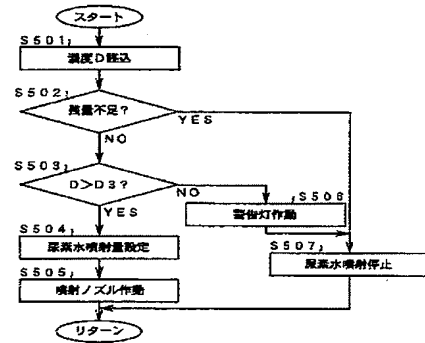 スタート
S501
濃度D読込
S502
残量不足?
YES
NO
S503
D>D3?
NO
YES
S506
警告灯作動
S504
尿素水噴射量設定
S507
尿素水噴射停止
S505
噴射ノズル作動
リターン